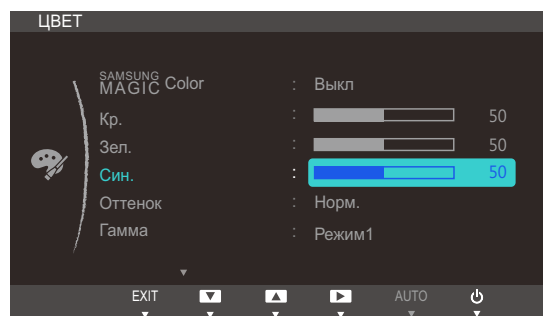 ЦВЕТ
SAMSUNG MAGIC Color : Выкл
Кр. : 50
Зел. : 50
Син. : 50
Оттенок : Норм.
Гамма : Режим1
EXIT AUTO